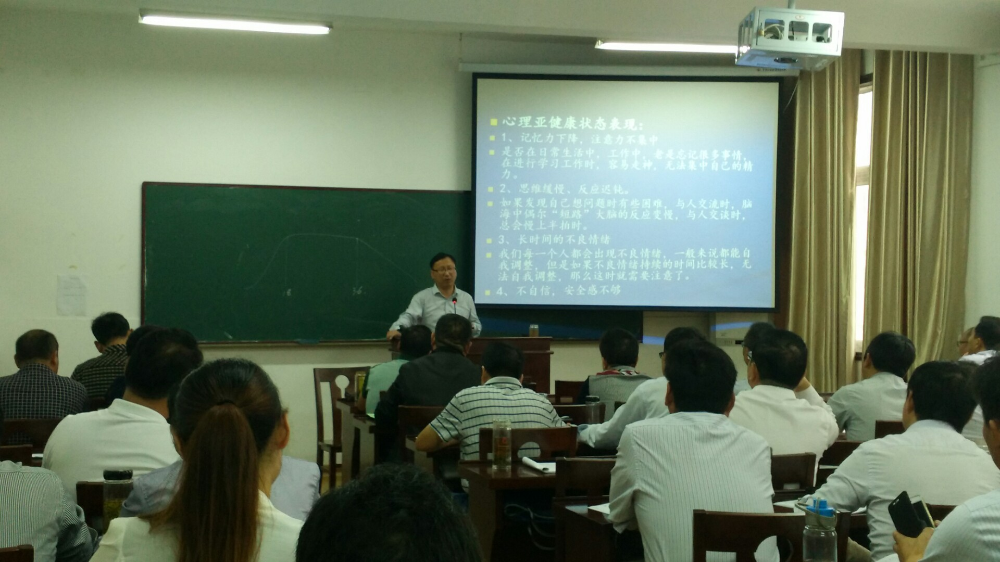 心理亚健康状态表现：
1、记忆力下降，注意力不集中
是否在日常生活中，工作中，老是忘记很多事情，
在进行学习工作时，容易走神，无法集中自己的精
力。
2、思维缓慢、反应迟钝。
如果发现自己想问题时有些困难，与人交流时，脑
海中偶尔“短路”大脑的反应变慢，与人交谈时，
总会慢上半拍时。
3、长时间的不良情绪
我们每一个人都会出现不良情绪，一般来说都能自
我调整，但是如果不良情绪持续的时间比较长，无
法自我调整，那么这时就需要注意了。
4、不自信，安全感不够
18
36